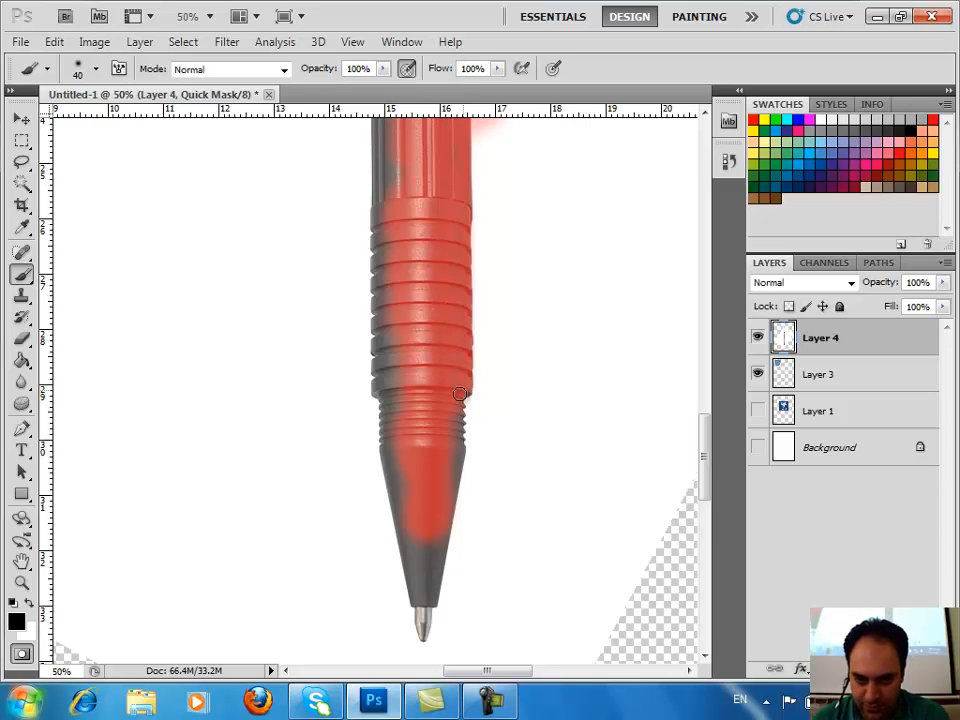 Ps Br Mb 50% ESSENTIALS DESIGN PAINTING CS Live
File Edit Image Layer Select Filter Analysis 3D View Window Help
40 Mode: Normal Opacity: 100% Flow: 100%
Untitled-1 @ 50% (Layer 4, Quick Mask/8) *
9 10 11 12 13 14 15 16 17 18 19 20
SWATCHES STYLES INFO
Mb
LAYERS CHANNELS PATHS
Normal Opacity: 100%
Lock: Fill: 100%
Layer 4
Layer 3
Layer 1
Background
50% Doc: 66.4M/33.2M
Ps EN